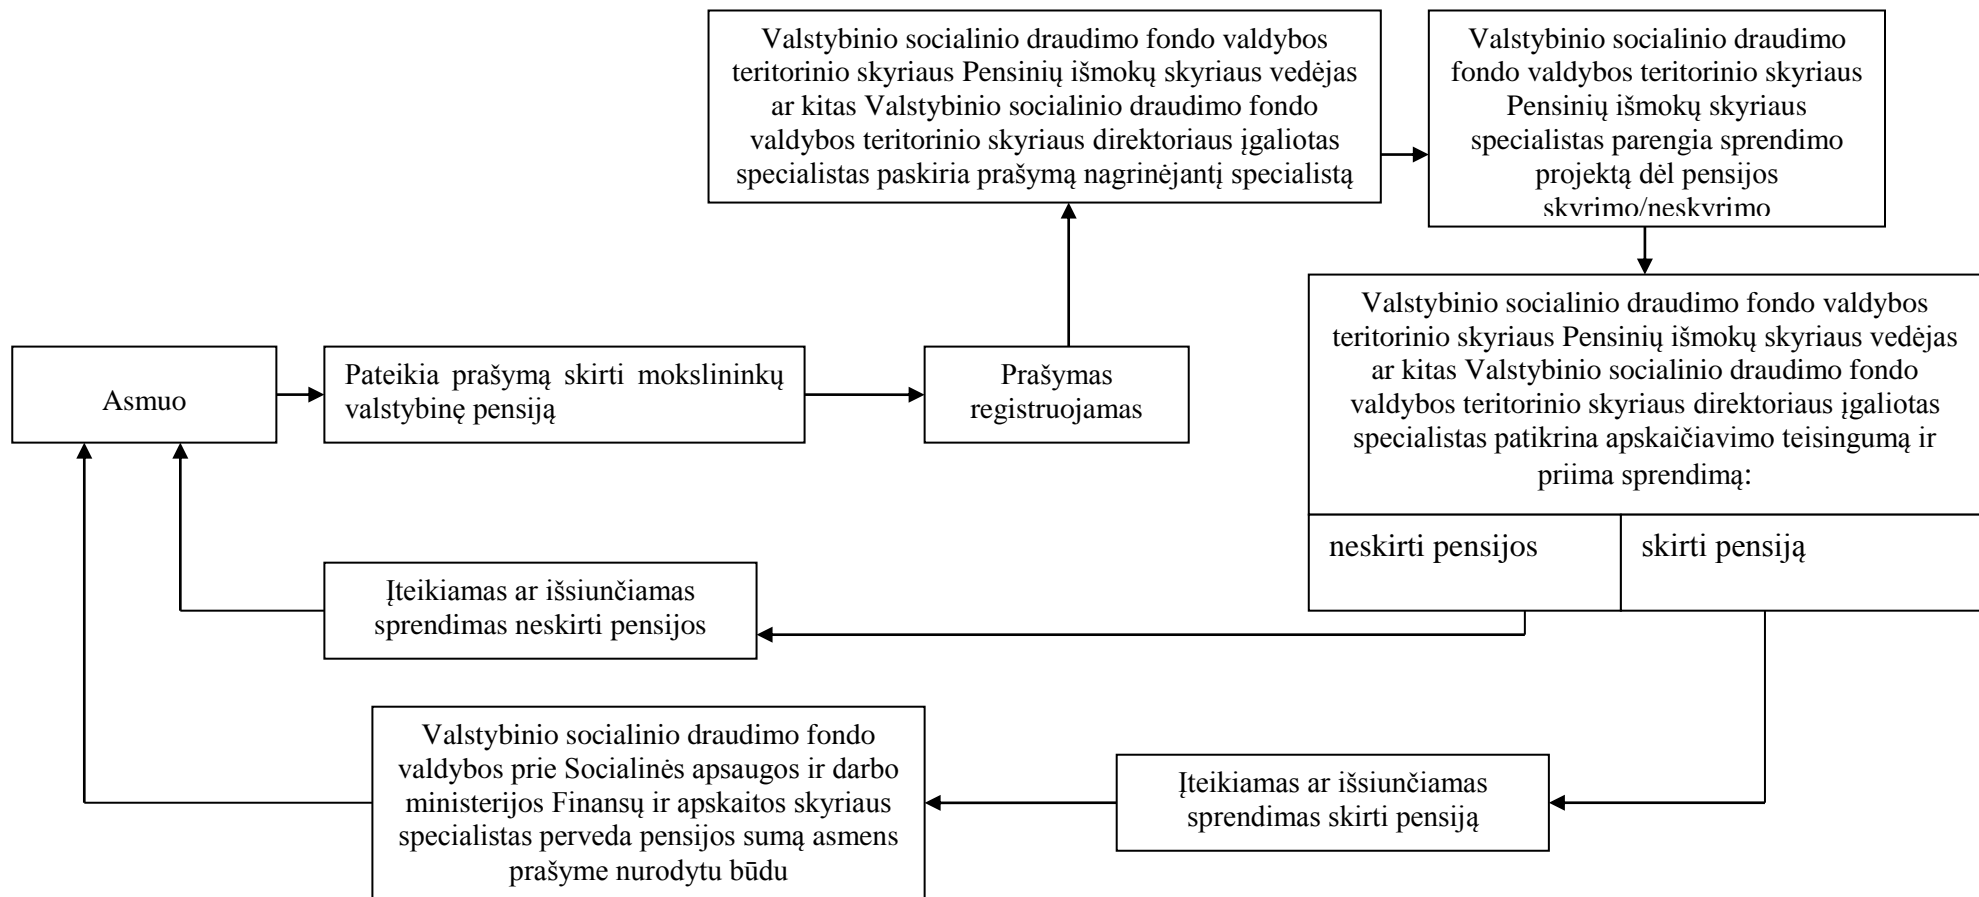 Valstybinio socialinio draudimo fondo valdybos
teritorinio skyriaus Pensinių išmokų skyriaus vedėjas
ar kitas Valstybinio socialinio draudimo fondo
valdybos teritorinio skyriaus direktoriaus įgaliotas
specialistas paskiria prašymą nagrinėjantį specialistą
Valstybinio socialinio draudimo
fondo valdybos teritorinio skyriaus
Pensinių išmokų skyriaus
specialistas parengia sprendimo
projektą dėl pensijos
skyrimo/neskyrimo
Valstybinio socialinio draudimo fondo valdybos
teritorinio skyriaus Pensinių išmokų skyriaus vedėjas
ar kitas Valstybinio socialinio draudimo fondo
valdybos teritorinio skyriaus direktoriaus įgaliotas
specialistas patikrina apskaičiavimo teisingumą ir
priima sprendimą:
Asmuo
Pateikia prašymą skirti mokslininkų
valstybinę pensiją
Prašymas
registruojamas
neskirti pensijos
skirti pensiją
Įteikiamas ar išsiunčiamas
sprendimas neskirti pensijos
Valstybinio socialinio draudimo fondo
valdybos prie Socialinės apsaugos ir darbo
ministerijos Finansų ir apskaitos skyriaus
specialistas perveda pensijos sumą asmens
prašyme nurodytu būdu
Įteikiamas ar išsiunčiamas
sprendimas skirti pensiją